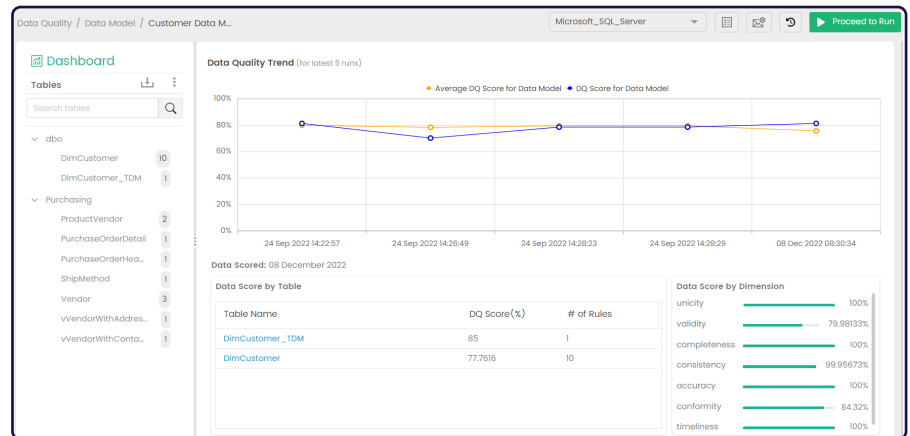 Data Quality / Data Model / Customer Data M...
Microsoft_SQL_Server
Proceed to Run
Dashboard
Tables
Search tables
dbo
DimCustomer 10
DimCustomer_TDM 1
Purchasing
ProductVendor 2
PurchaseOrderDetail 1
PurchaseOrderHea... 1
ShipMethod 1
Vendor 3
vVendorWithAddres... 1
vVendorWithConta... 1
Data Quality Trend (for latest 5 runs)
Average DQ Score for Data Model DQ Score for Data Model
100%
80%
60%
40%
20%
0%
24 Sep 2022 14:22:57 24 Sep 2022 14:26:49 24 Sep 2022 14:28:23 24 Sep 2022 14:28:29 08 Dec 2022 08:30:34
Data Scored: 08 December 2022
Data Score by Table
Table Name DQ Score(%) # of Rules
DimCustomer_TDM 85 1
DimCustomer 77.7616 10
Data Score by Dimension
unicity 100%
validity 79.98133%
completeness 100%
consistency 99.95673%
accuracy 100%
conformity 84.32%
timeliness 100%